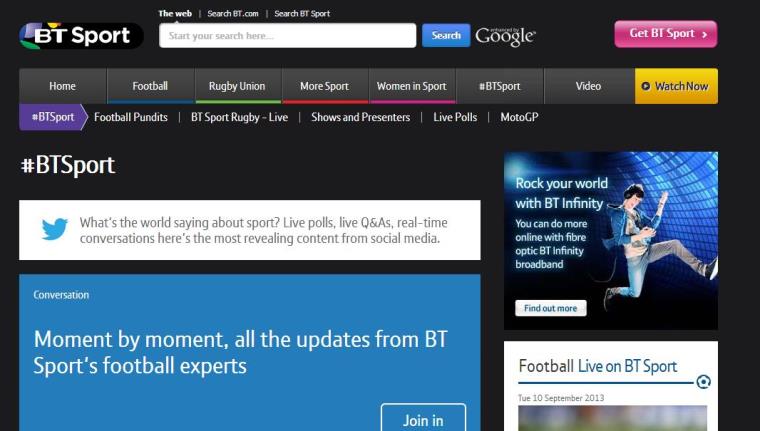 The web | Search BT.com | Search BT Sport
BT Sport
Start your search here...
Search
enhanced by Google™
Get BT Sport
Home
Football
Rugby Union
More Sport
Women in Sport
#BTSport
Video
Watch Now
#BTSport
Football Pundits | BT Sport Rugby - Live | Shows and Presenters | Live Polls | MotoGP
#BTSport
What's the world saying about sport? Live polls, live Q&As, real-time
conversations here's the most revealing content from social media.
Conversation
Moment by moment, all the updates from BT
Sport's football experts
Join in
Rock your world
with BT Infinity
You can do more
online with fibre
optic BT Infinity
broadband
Find out more
Football Live on BT Sport
Tue 10 September 2013